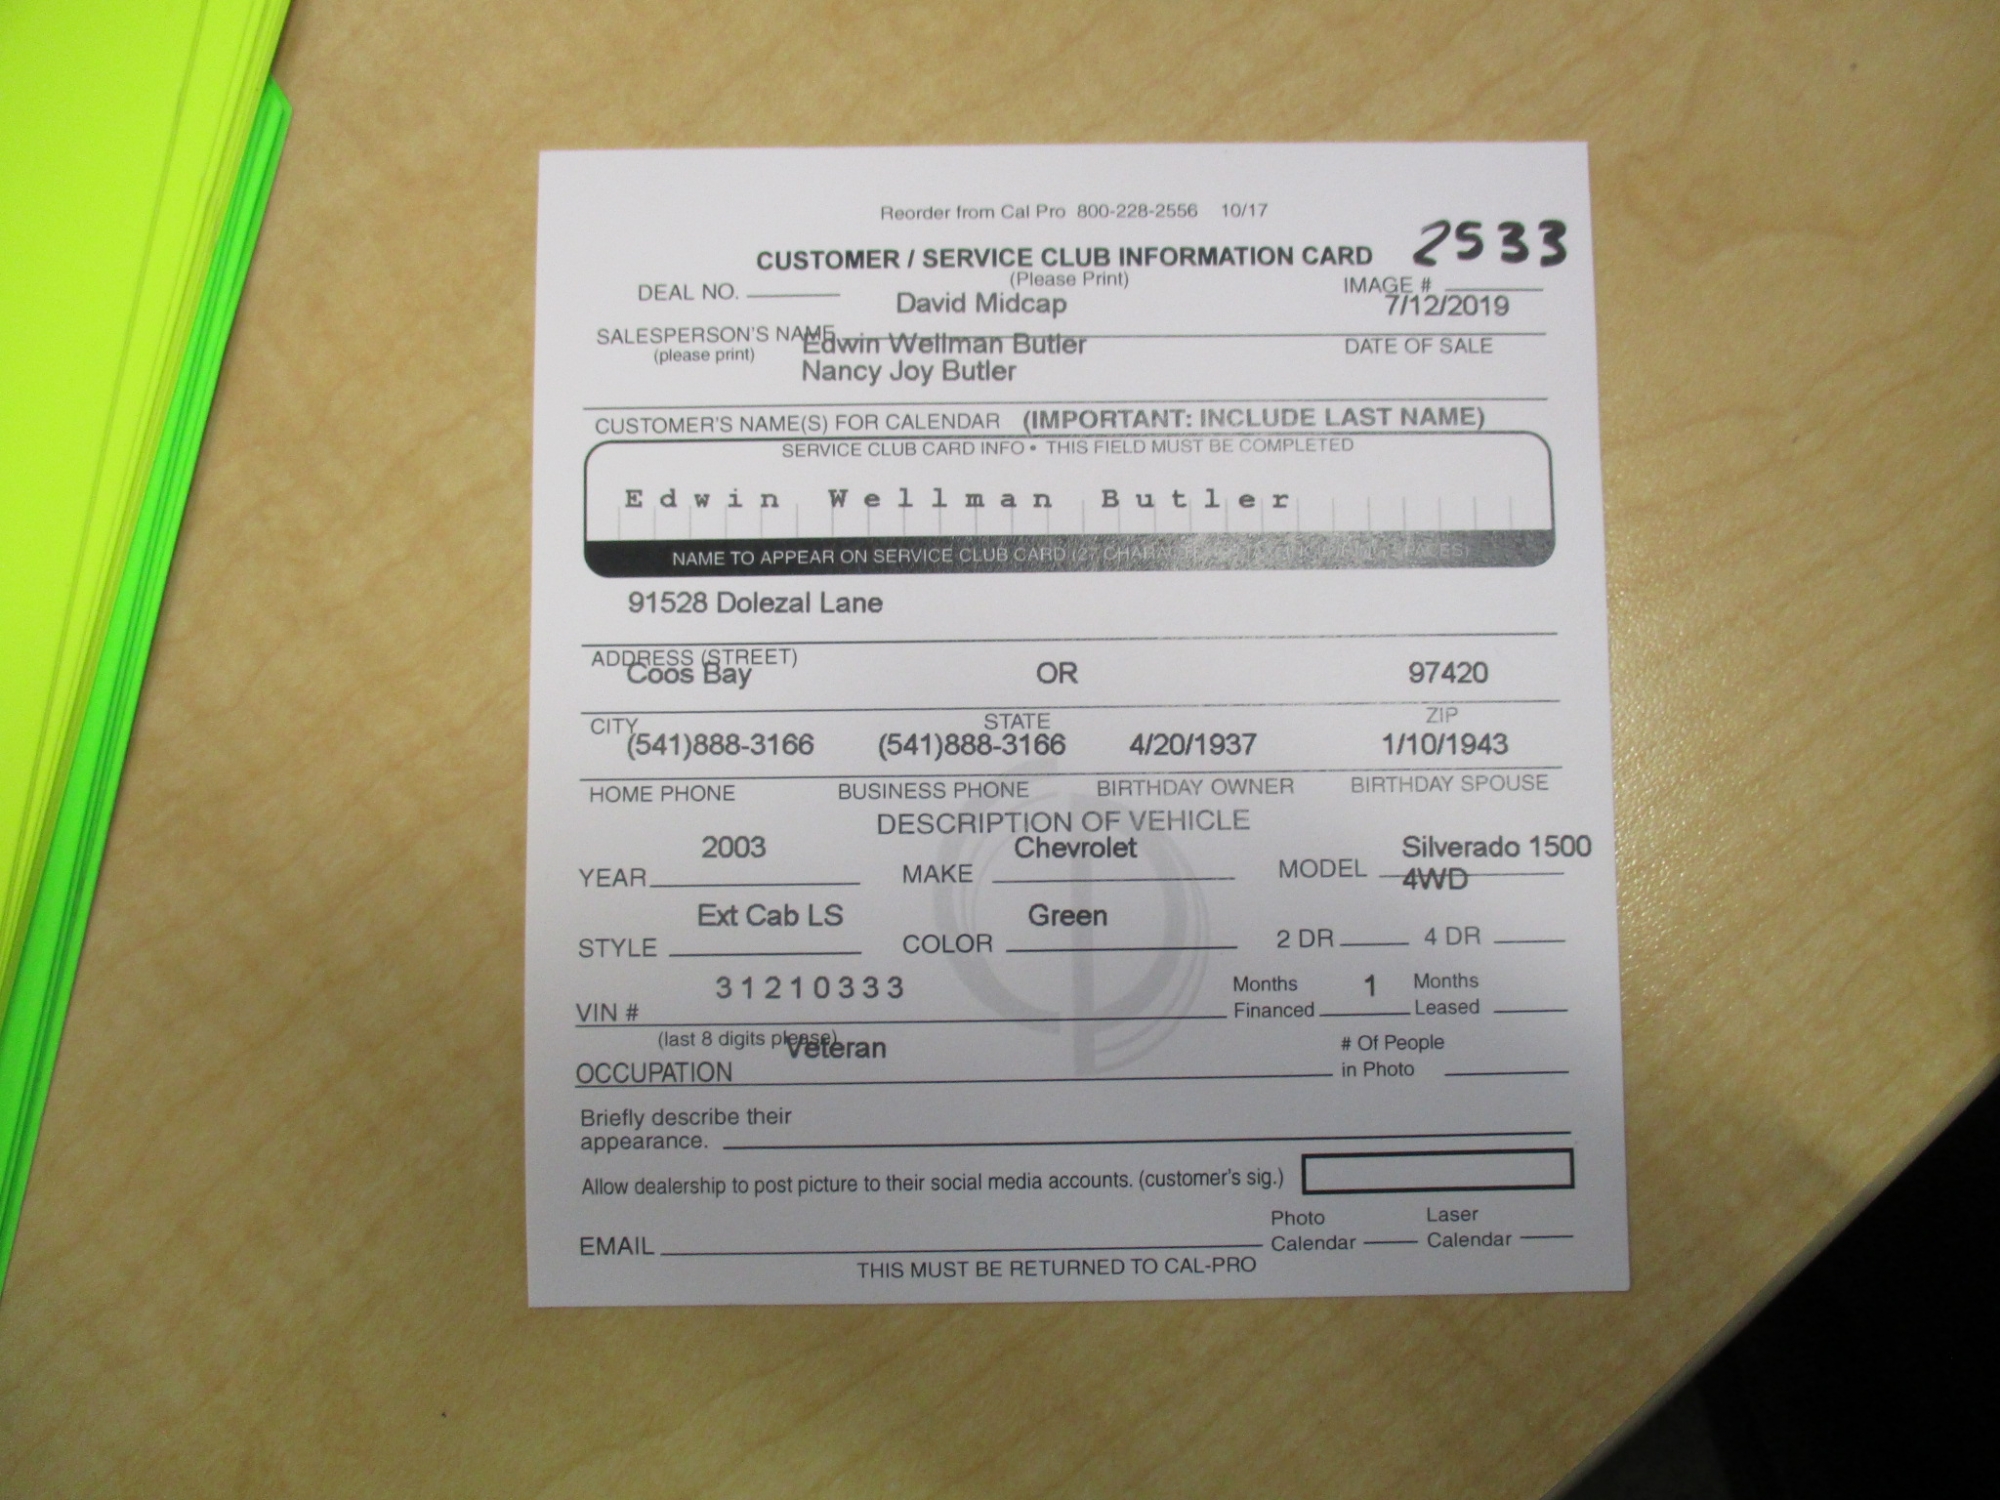 Reorder from Cal Pro 800-228-2556 10/17
2533
CUSTOMER / SERVICE CLUB INFORMATION CARD
(Please Print)
DEAL NO. IMAGE #
David Midcap 7/12/2019
SALESPERSON'S NAME DATE OF SALE
(please print)
Edwin Wellman Butler
Nancy Joy Butler
CUSTOMER'S NAME(S) FOR CALENDAR (IMPORTANT: INCLUDE LAST NAME)
SERVICE CLUB CARD INFO • THIS FIELD MUST BE COMPLETED
Edwin Wellman Butler
NAME TO APPEAR ON SERVICE CLUB CARD (27 CHARACTERS MAX INCLUDING SPACES)
91528 Dolezal Lane
ADDRESS (STREET)
Coos Bay OR 97420
CITY STATE ZIP
(541)888-3166 (541)888-3166 4/20/1937 1/10/1943
HOME PHONE BUSINESS PHONE BIRTHDAY OWNER BIRTHDAY SPOUSE
DESCRIPTION OF VEHICLE
2003 Chevrolet Silverado 1500
YEAR MAKE MODEL 4WD
Ext Cab LS Green
STYLE COLOR 2 DR 4 DR
31210333 Months 1 Months
VIN # Financed Leased
(last 8 digits please)
Veteran # Of People
OCCUPATION in Photo
Briefly describe their
appearance.
Allow dealership to post picture to their social media accounts. (customer's sig.)
Photo Laser
EMAIL Calendar Calendar
THIS MUST BE RETURNED TO CAL-PRO